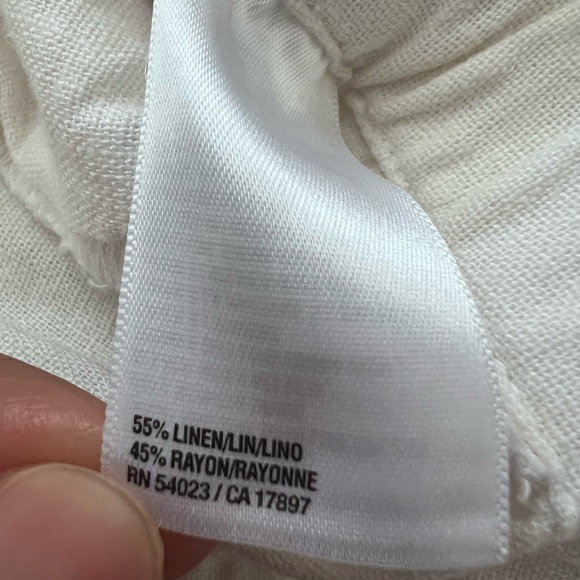 55% LINEN/LIN/LINO
45% RAYON/RAYONNE
RN 54023 / CA 17897